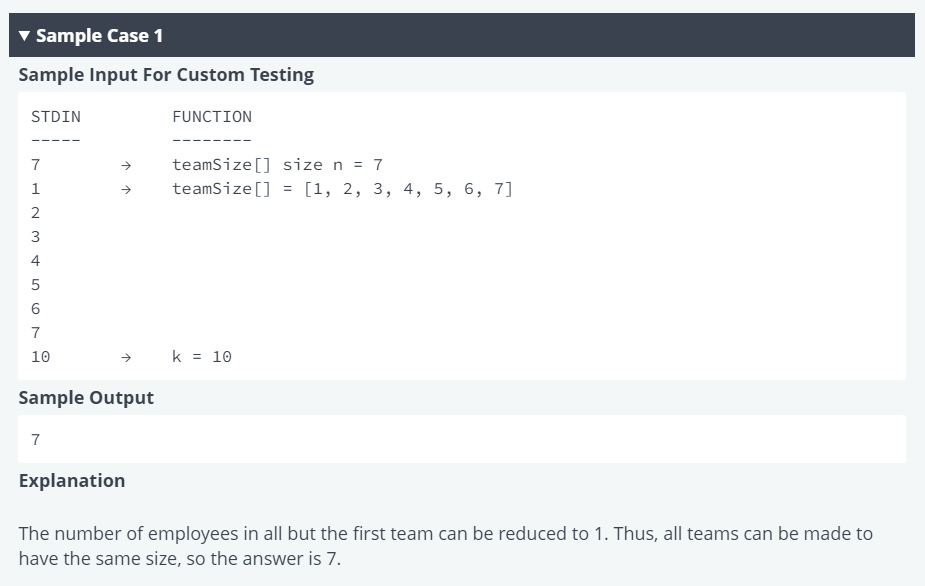 ▼ Sample Case 1
Sample Input For Custom Testing
STDIN FUNCTION
----- --------
7 → teamSize[] size n = 7
1 → teamSize[] = [1, 2, 3, 4, 5, 6, 7]
2
3
4
5
6
7
10 → k = 10
Sample Output
7
Explanation
The number of employees in all but the first team can be reduced to 1. Thus, all teams can be made to
have the same size, so the answer is 7.